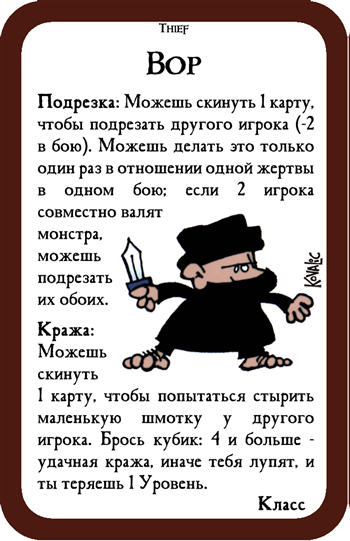 Thief
Вор
Подрезка: Можешь скинуть 1 карту,
чтобы подрезать другого игрока (-2
в бою). Можешь делать это только
один раз в отношении одной жертвы
в одном бою; если 2 игрока
совместно валят
монстра,
можешь
подрезать
их обоих.
Кража:
Можешь
скинуть
1 карту, чтобы попытаться стырить
маленькую шмотку у другого
игрока. Брось кубик: 4 и больше -
удачная кража, иначе тебя лупят, и
ты теряешь 1 Уровень.
Класс
Kovalic